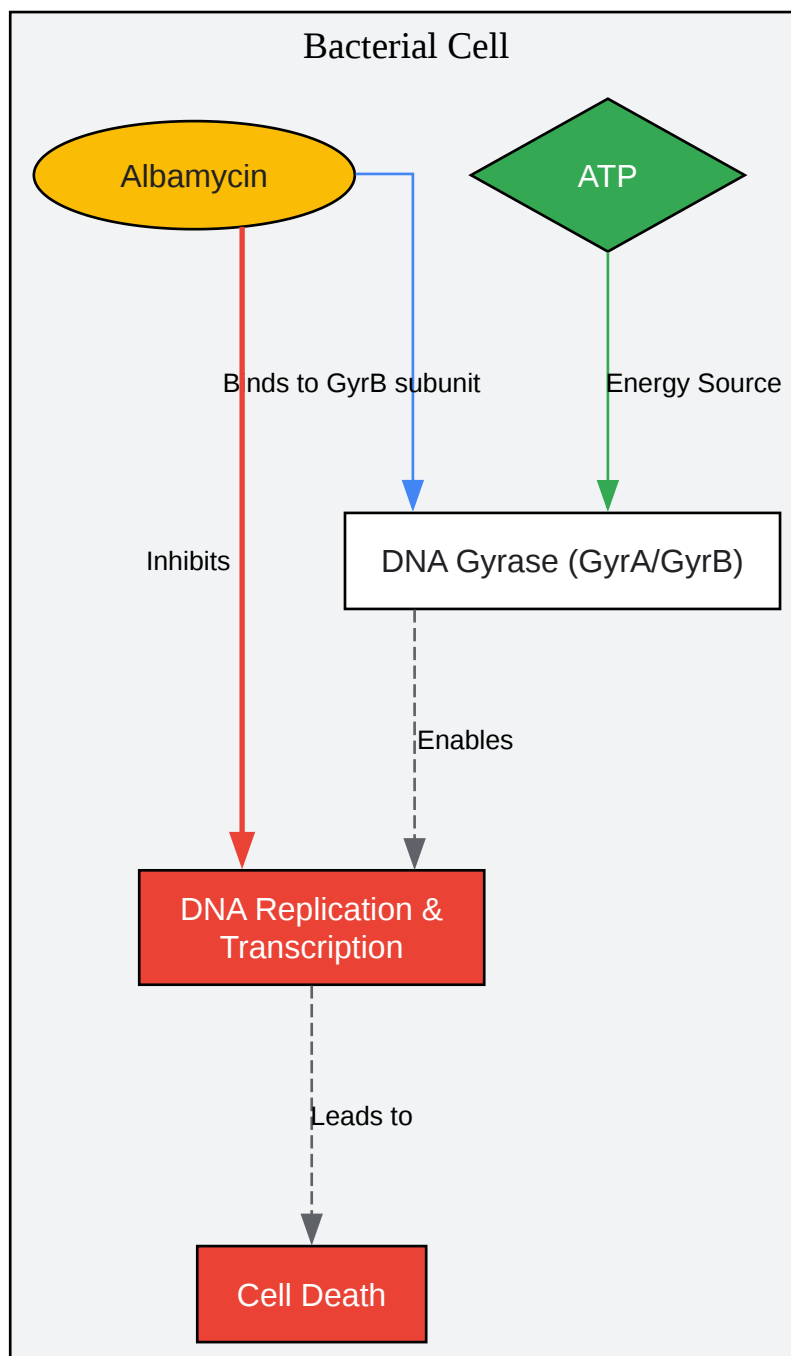 Bacterial Cell
Albamycin
ATP
Binds to GyrB subunit
Energy Source
Inhibits
DNA Gyrase (GyrA/GyrB)
Enables
DNA Replication &
Transcription
Leads to
Cell Death